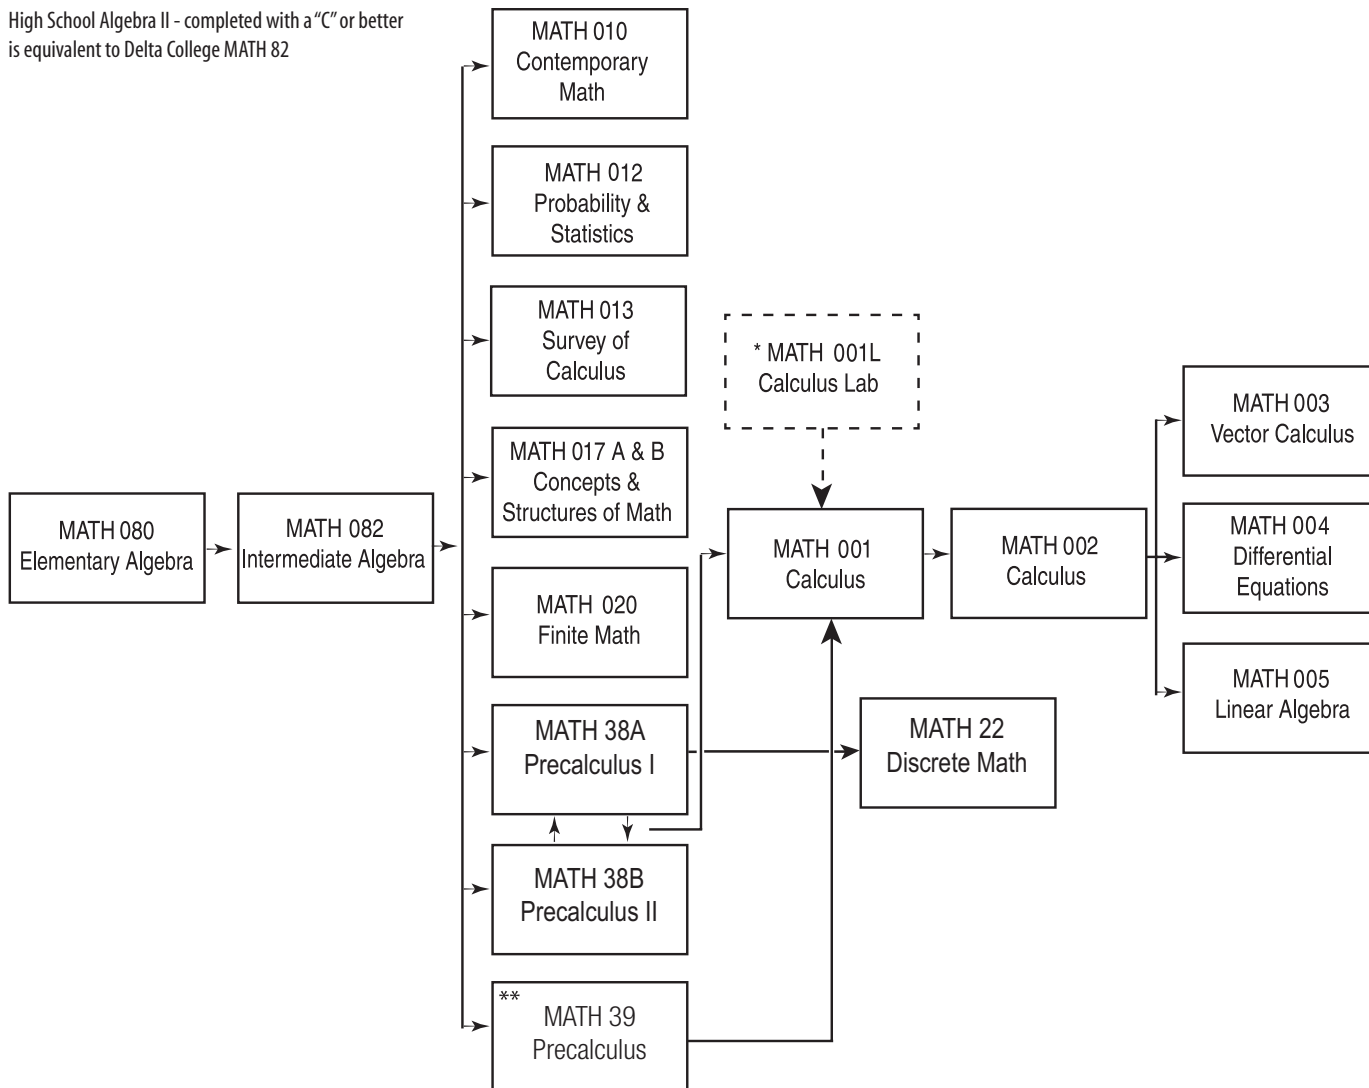 High School Algebra II - completed with a “C” or better
is equivalent to Delta College MATH 82
MATH 010
Contemporary
Math
MATH 012
Probability &
Statistics
MATH 013
Survey of
Calculus
* MATH 001L
Calculus Lab
MATH 003
Vector Calculus
MATH 017 A & B
Concepts &
Structures of Math
MATH 080
Elementary Algebra
MATH 082
Intermediate Algebra
MATH 001
Calculus
MATH 002
Calculus
MATH 004
Differential
Equations
MATH 020
Finite Math
MATH 005
Linear Algebra
MATH 38A
Precalculus I
MATH 22
Discrete Math
MATH 38B
Precalculus II
**
MATH 39
Precalculus